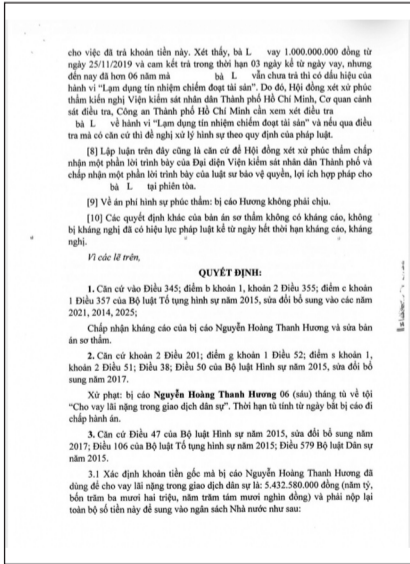 cho việc đã trả khoản tiền này. Xét thấy, bà L vay 1.000.000.000 đồng từ
ngày 25/11/2019 và cam kết trả trong thời hạn 03 ngày kể từ ngày vay, nhưng
đến nay đã hơn 06 năm mà bà L vẫn chưa trả thì có dấu hiệu của
hành vi “Lạm dụng tín nhiệm chiếm đoạt tài sản”. Do đó, Hội đồng xét xử phúc
thẩm kiến nghị Viện kiểm sát nhân dân Thành phố Hồ Chí Minh, Cơ quan cảnh
sát điều tra, Công an Thành phố Hồ Chí Minh cần xem xét điều tra
bà L về hành vi “Lạm dụng tín nhiệm chiếm đoạt tài sản” và nếu qua điều
tra mà có căn cứ thì đề nghị xử lý hình sự theo quy định của pháp luật.
[8] Lập luận trên đây cũng là căn cứ để Hội đồng xét xử phúc thẩm chấp
nhận một phần lời trình bày của Đại diện Viện kiểm sát nhân dân Thành phố và
chấp nhận một phần lời trình bày của luật sư bảo vệ quyền, lợi ích hợp pháp cho
bà L tại phiên tòa.
[9] Về án phí hình sự phúc thẩm: bị cáo Hương không phải chịu.
[10] Các quyết định khác của bản án sơ thẩm không có kháng cáo, không
bị kháng nghị đã có hiệu lực pháp luật kể từ ngày hết thời hạn kháng cáo, kháng
nghị.
Vì các lẽ trên,
QUYẾT ĐỊNH:
1. Căn cứ vào Điều 345; điểm b khoản 1, khoản 2 Điều 355; điểm c khoản
1 Điều 357 của Bộ luật Tố tụng hình sự năm 2015, sửa đổi bổ sung vào các năm
2021, 2014, 2025;
Chấp nhận kháng cáo của bị cáo Nguyễn Hoàng Thanh Hương và sửa bản
án sơ thẩm.
2. Căn cứ khoản 2 Điều 201; điểm g khoản 1 Điều 52; điểm s khoản 1,
khoản 2 Điều 51; Điều 38; Điều 50 của Bộ luật Hình sự năm 2015, sửa đổi bổ
sung năm 2017.
Xử phạt: bị cáo Nguyễn Hoàng Thanh Hương 06 (sáu) tháng tù về tội
“Cho vay lãi nặng trong giao dịch dân sự”. Thời hạn tù tính từ ngày bắt bị cáo đi
chấp hành án.
3. Căn cứ Điều 47 của Bộ luật Hình sự năm 2015, sửa đổi bổ sung năm
2017; Điều 106 của Bộ luật Tố tụng hình sự năm 2015; Điều 579 Bộ luật Dân sự
năm 2015.
3.1 Xác định khoản tiền gốc mà bị cáo Nguyễn Hoàng Thanh Hương đã
dùng để cho vay lãi nặng trong giao dịch dân sự là: 5.432.580.000 đồng (năm tỷ,
bốn trăm ba mươi hai triệu, năm trăm tám mươi nghìn đồng) và phải nộp lại
toàn bộ số tiền này để sung vào ngân sách Nhà nước như sau: